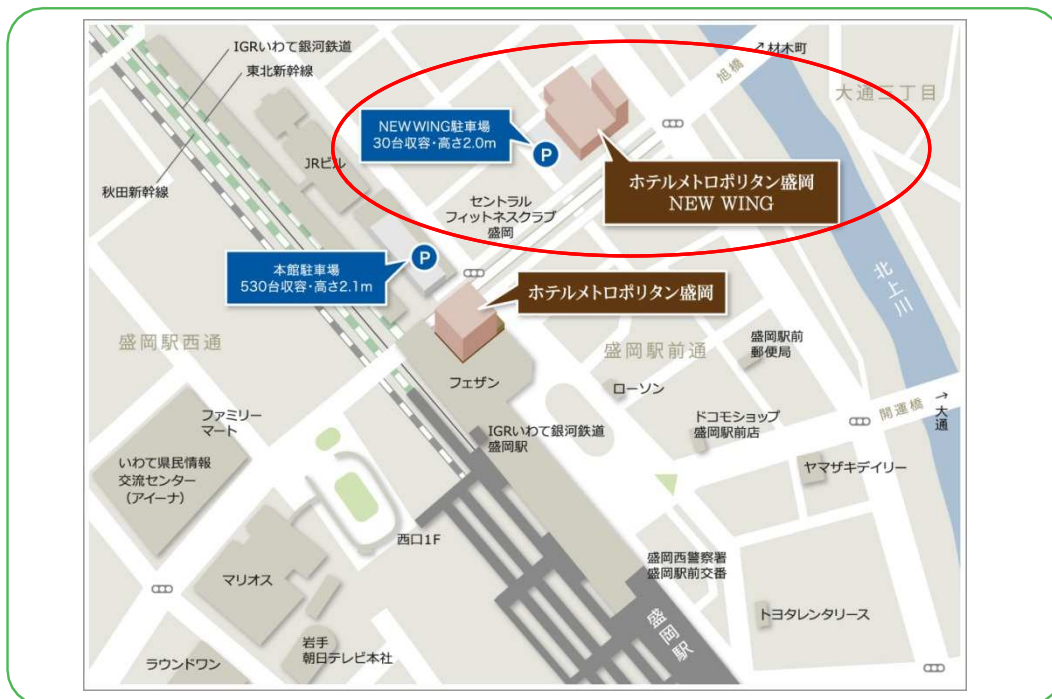 IGRいわて銀河鉄道
東北新幹線
↗材木町
旭橋
大通二丁目
NEW WING駐車場
30台収容・高さ2.0m
P
JRビル
秋田新幹線
ホテルメトロポリタン盛岡
NEW WING
セントラル
フィットネスクラブ
盛岡
本館駐車場
530台収容・高さ2.1m
P
ホテルメトロポリタン盛岡
北上川
盛岡駅西通
盛岡駅前通
盛岡駅前
郵便局
フェザン
ローソン
開運橋
→大通
ファミリー
マート
ドコモショップ
盛岡駅前店
IGRいわて銀河鉄道
盛岡駅
いわて県民情報
交流センター
(アイーナ)
ヤマザキデイリー
西口1F
盛岡西警察署
盛岡駅前交番
マリオス
トヨタレンタリース
盛岡駅
岩手
朝日テレビ本社
ラウンドワン